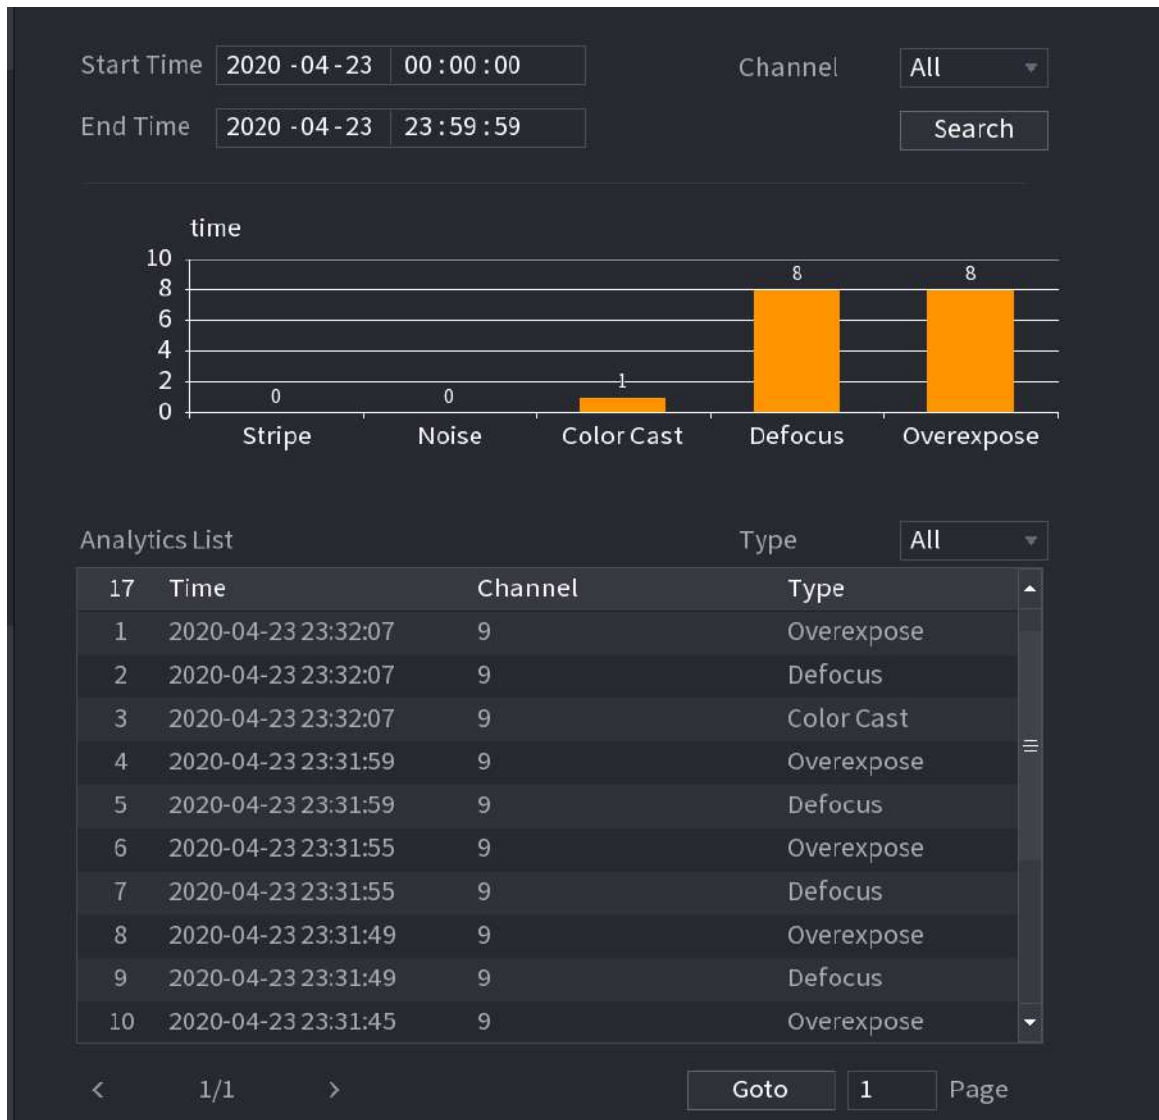 Start Time 2020 -04-23 00:00:00 Channel All
End Time 2020 -04-23 23:59:59 Search
time
10
8
6
4
2
0
0 0 1 8 8
Stripe Noise Color Cast Defocus Overexpose
Analytics List Type All
17 Time Channel Type
1 2020-04-23 23:32:07 9 Overexpose
2 2020-04-23 23:32:07 9 Defocus
3 2020-04-23 23:32:07 9 Color Cast
4 2020-04-23 23:31:59 9 Overexpose
5 2020-04-23 23:31:59 9 Defocus
6 2020-04-23 23:31:55 9 Overexpose
7 2020-04-23 23:31:55 9 Defocus
8 2020-04-23 23:31:49 9 Overexpose
9 2020-04-23 23:31:49 9 Defocus
10 2020-04-23 23:31:45 9 Overexpose
< 1/1 > Goto 1 Page